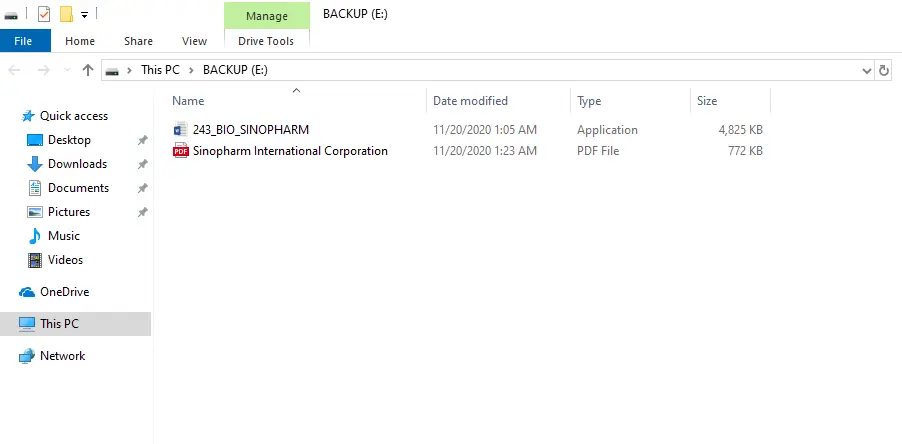 Manage BACKUP (E:)
File Home Share View Drive Tools
This PC BACKUP (E:)
Name Date modified Type Size
Quick access
Desktop
Downloads
Documents
Pictures
Music
Videos
OneDrive
This PC
Network
243_BIO_SINOPHARM 11/20/2020 1:05 AM Application 4,825 KB
PDF Sinopharm International Corporation 11/20/2020 1:23 AM PDF File 772 KB